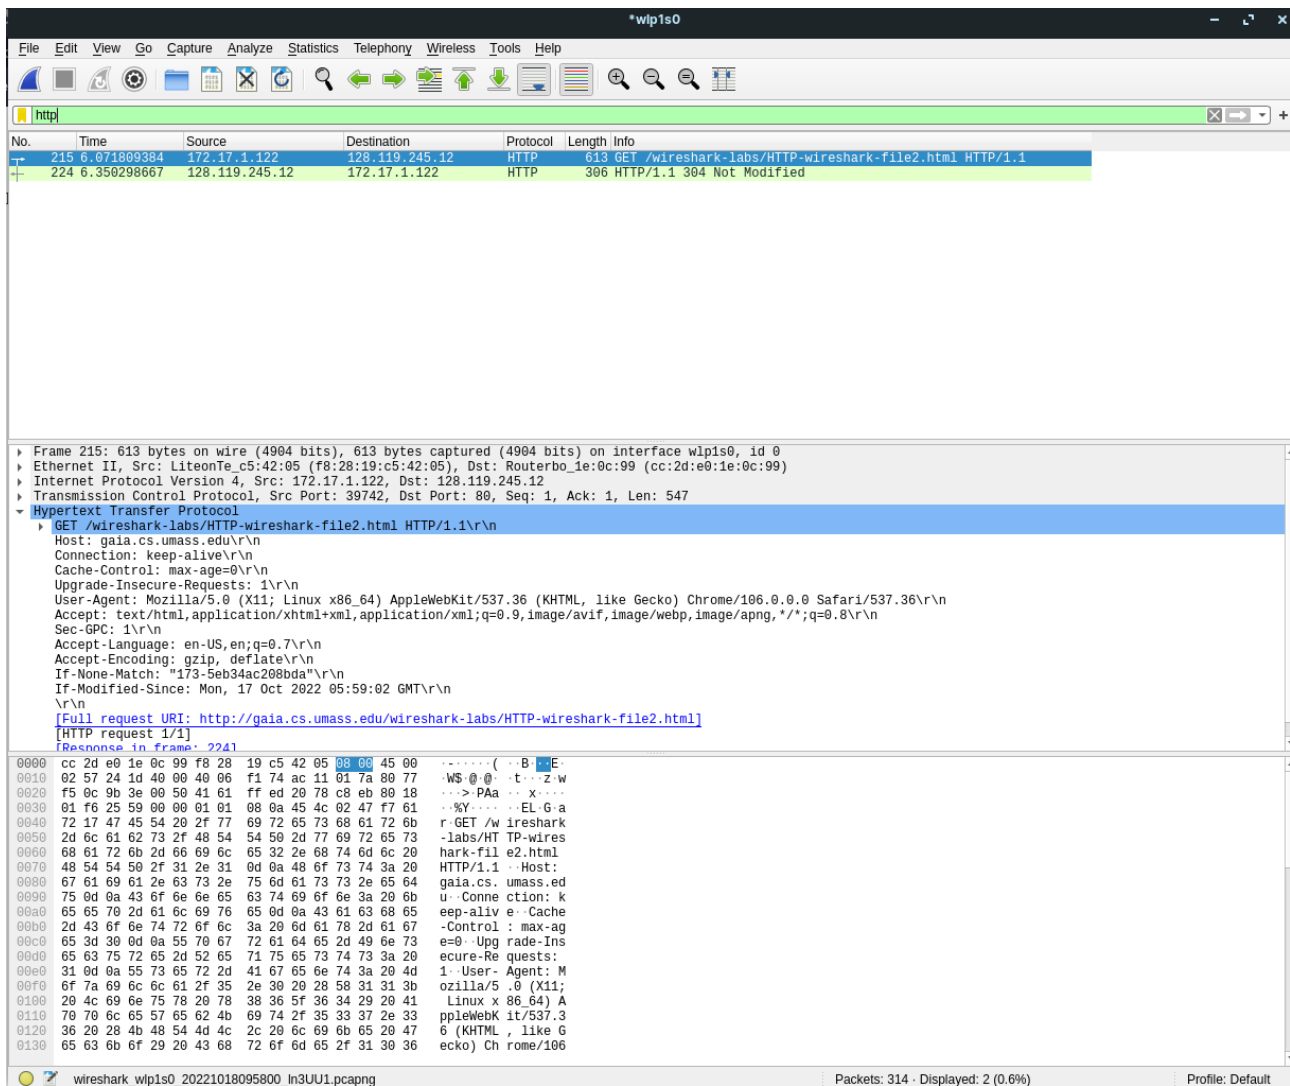 *wlp1s0
File Edit View Go Capture Analyze Statistics Telephony Wireless Tools Help
http
No. Time Source Destination Protocol Length Info
215 6.071809384 172.17.1.122 128.119.245.12 HTTP 613 GET /wireshark-labs/HTTP-wireshark-file2.html HTTP/1.1
224 6.350298667 128.119.245.12 172.17.1.122 HTTP 306 HTTP/1.1 304 Not Modified
Frame 215: 613 bytes on wire (4904 bits), 613 bytes captured (4904 bits) on interface wlp1s0, id 0
Ethernet II, Src: LiteonTe_c5:42:05 (f8:28:19:c5:42:05), Dst: Routerbo_1e:0c:99 (cc:2d:e0:1e:0c:99)
Internet Protocol Version 4, Src: 172.17.1.122, Dst: 128.119.245.12
Transmission Control Protocol, Src Port: 39742, Dst Port: 80, Seq: 1, Ack: 1, Len: 547
Hypertext Transfer Protocol
GET /wireshark-labs/HTTP-wireshark-file2.html HTTP/1.1\r\n
Host: gaia.cs.umass.edu\r\n
Connection: keep-alive\r\n
Cache-Control: max-age=0\r\n
Upgrade-Insecure-Requests: 1\r\n
User-Agent: Mozilla/5.0 (X11; Linux x86_64) AppleWebKit/537.36 (KHTML, like Gecko) Chrome/106.0.0.0 Safari/537.36\r\n
Accept: text/html,application/xhtml+xml,application/xml;q=0.9,image/avif,image/webp,image/apng,*/*;q=0.8\r\n
Sec-GPC: 1\r\n
Accept-Language: en-US,en;q=0.7\r\n
Accept-Encoding: gzip, deflate\r\n
If-None-Match: "173-5eb34ac208bda"\r\n
If-Modified-Since: Mon, 17 Oct 2022 05:59:02 GMT\r\n
\r\n
[Full request URI: http://gaia.cs.umass.edu/wireshark-labs/HTTP-wireshark-file2.html]
[HTTP request 1/1]
[Response in frame: 224]
0000 cc 2d e0 1e 0c 99 f8 28 19 c5 42 05 08 00 45 00 ·-·····( ··B···E·
0010 02 57 24 1d 40 00 40 06 f1 74 ac 11 01 7a 80 77 ·W$·@·@· ·t···z·w
0020 f5 0c 9b 3e 00 50 41 61 ff ed 20 78 c8 eb 80 18 ···>·PAa ·· x····
0030 01 f6 25 59 00 00 01 01 08 0a 45 4c 02 47 f7 61 ··%Y···· ··EL·G·a
0040 72 17 47 45 54 20 2f 77 69 72 65 73 68 61 72 6b r·GET /w ireshark
0050 2d 6c 61 62 73 2f 48 54 54 50 2d 77 69 72 65 73 -labs/HT TP-wires
0060 68 61 72 6b 2d 66 69 6c 65 32 2e 68 74 6d 6c 20 hark-fil e2.html
0070 48 54 54 50 2f 31 2e 31 0d 0a 48 6f 73 74 3a 20 HTTP/1.1 ··Host:
0080 67 61 69 61 2e 63 73 2e 75 6d 61 73 73 2e 65 64 gaia.cs. umass.ed
0090 75 0d 0a 43 6f 6e 6e 65 63 74 69 6f 6e 3a 20 6b u··Conne ction: k
00a0 65 65 70 2d 61 6c 69 76 65 0d 0a 43 61 63 68 65 eep-aliv e··Cache
00b0 2d 43 6f 6e 74 72 6f 6c 3a 20 6d 61 78 2d 61 67 -Control : max-ag
00c0 65 3d 30 0d 0a 55 70 67 72 61 64 65 2d 49 6e 73 e=0··Upg rade-Ins
00d0 65 63 75 72 65 2d 52 65 71 75 65 73 74 73 3a 20 ecure-Re quests:
00e0 31 0d 0a 55 73 65 72 2d 41 67 65 6e 74 3a 20 4d 1··User- Agent: M
00f0 6f 7a 69 6c 6c 61 2f 35 2e 30 20 28 58 31 31 3b ozilla/5 .0 (X11;
0100 20 4c 69 6e 75 78 20 78 38 36 5f 36 34 29 20 41 Linux x 86_64) A
0110 70 70 6c 65 57 65 62 4b 69 74 2f 35 33 37 2e 33 ppleWebK it/537.3
0120 36 20 28 4b 48 54 4d 4c 2c 20 6c 69 6b 65 20 47 6 (KHTML , like G
0130 65 63 6b 6f 29 20 43 68 72 6f 6d 65 2f 31 30 36 ecko) Ch rome/106
wireshark_wlp1s0_20221018095800_ln3UU1.pcapng Packets: 314 · Displayed: 2 (0.6%) Profile: Default